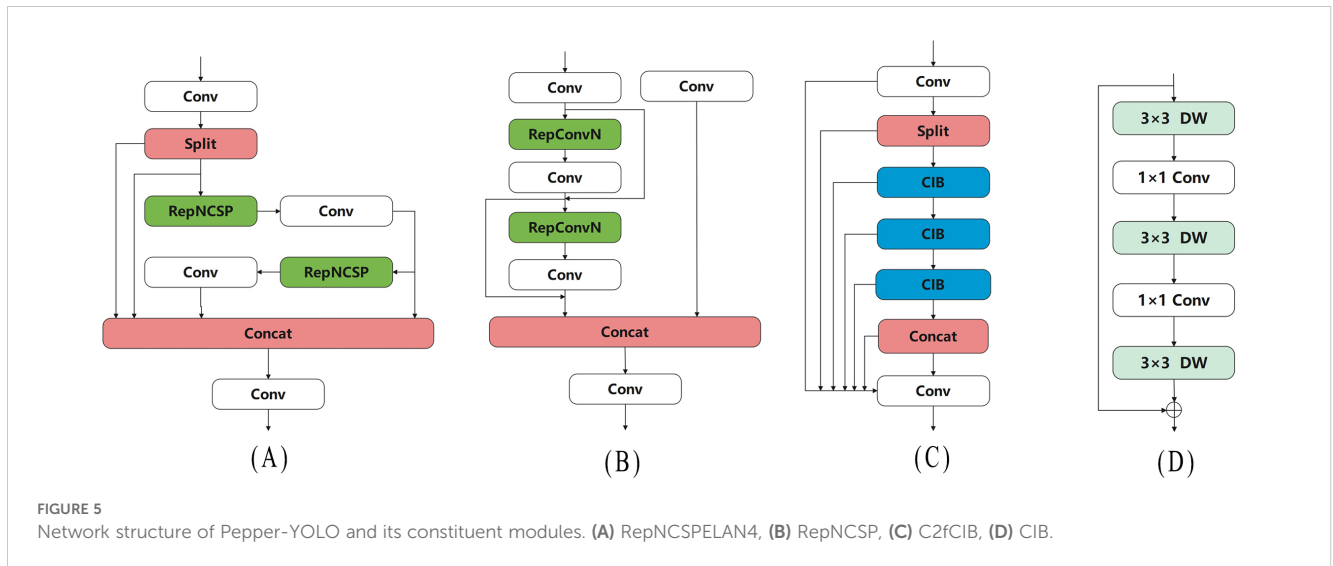 Conv
Split
RepNCSP
Conv
Conv
RepNCSP
Concat
Conv
(A)
Conv
Conv
RepConvN
Conv
RepConvN
Conv
Concat
Conv
(B)
Conv
Split
CIB
CIB
CIB
Concat
Conv
(C)
3×3 DW
1×1 Conv
3×3 DW
1×1 Conv
3×3 DW
(D)
FIGURE 5
Network structure of Pepper-YOLO and its constituent modules. (A) RepNCSPELAN4, (B) RepNCSP, (C) C2fCIB, (D) CIB.